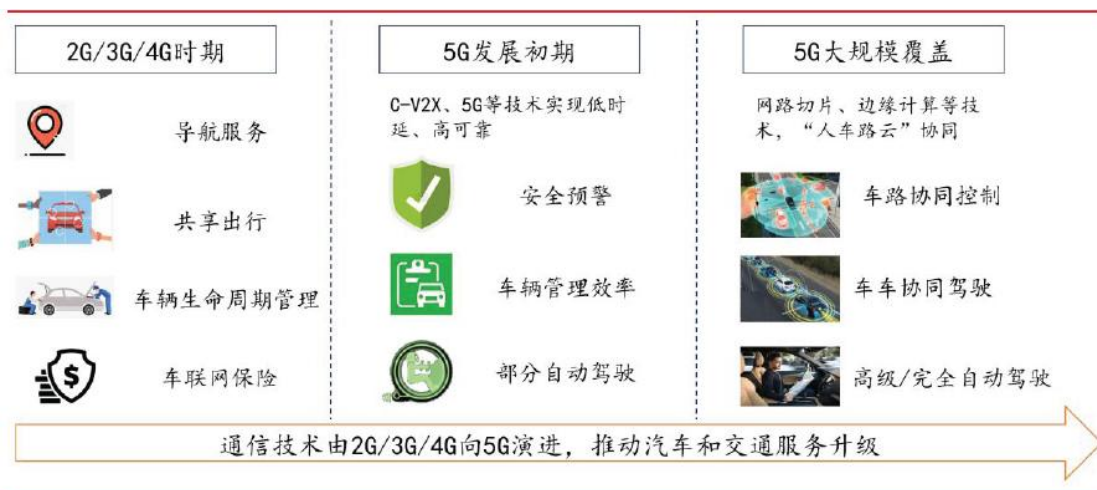 2G/3G/4G时期
导航服务
共享出行
车辆生命周期管理
车联网保险
5G发展初期
C-V2X、5G等技术实现低时
延、高可靠
安全预警
车辆管理效率
部分自动驾驶
5G大规模覆盖
网路切片、边缘计算等技
术，“人车路云”协同
车路协同控制
车车协同驾驶
高级/完全自动驾驶
通信技术由2G/3G/4G向5G演进，推动汽车和交通服务升级